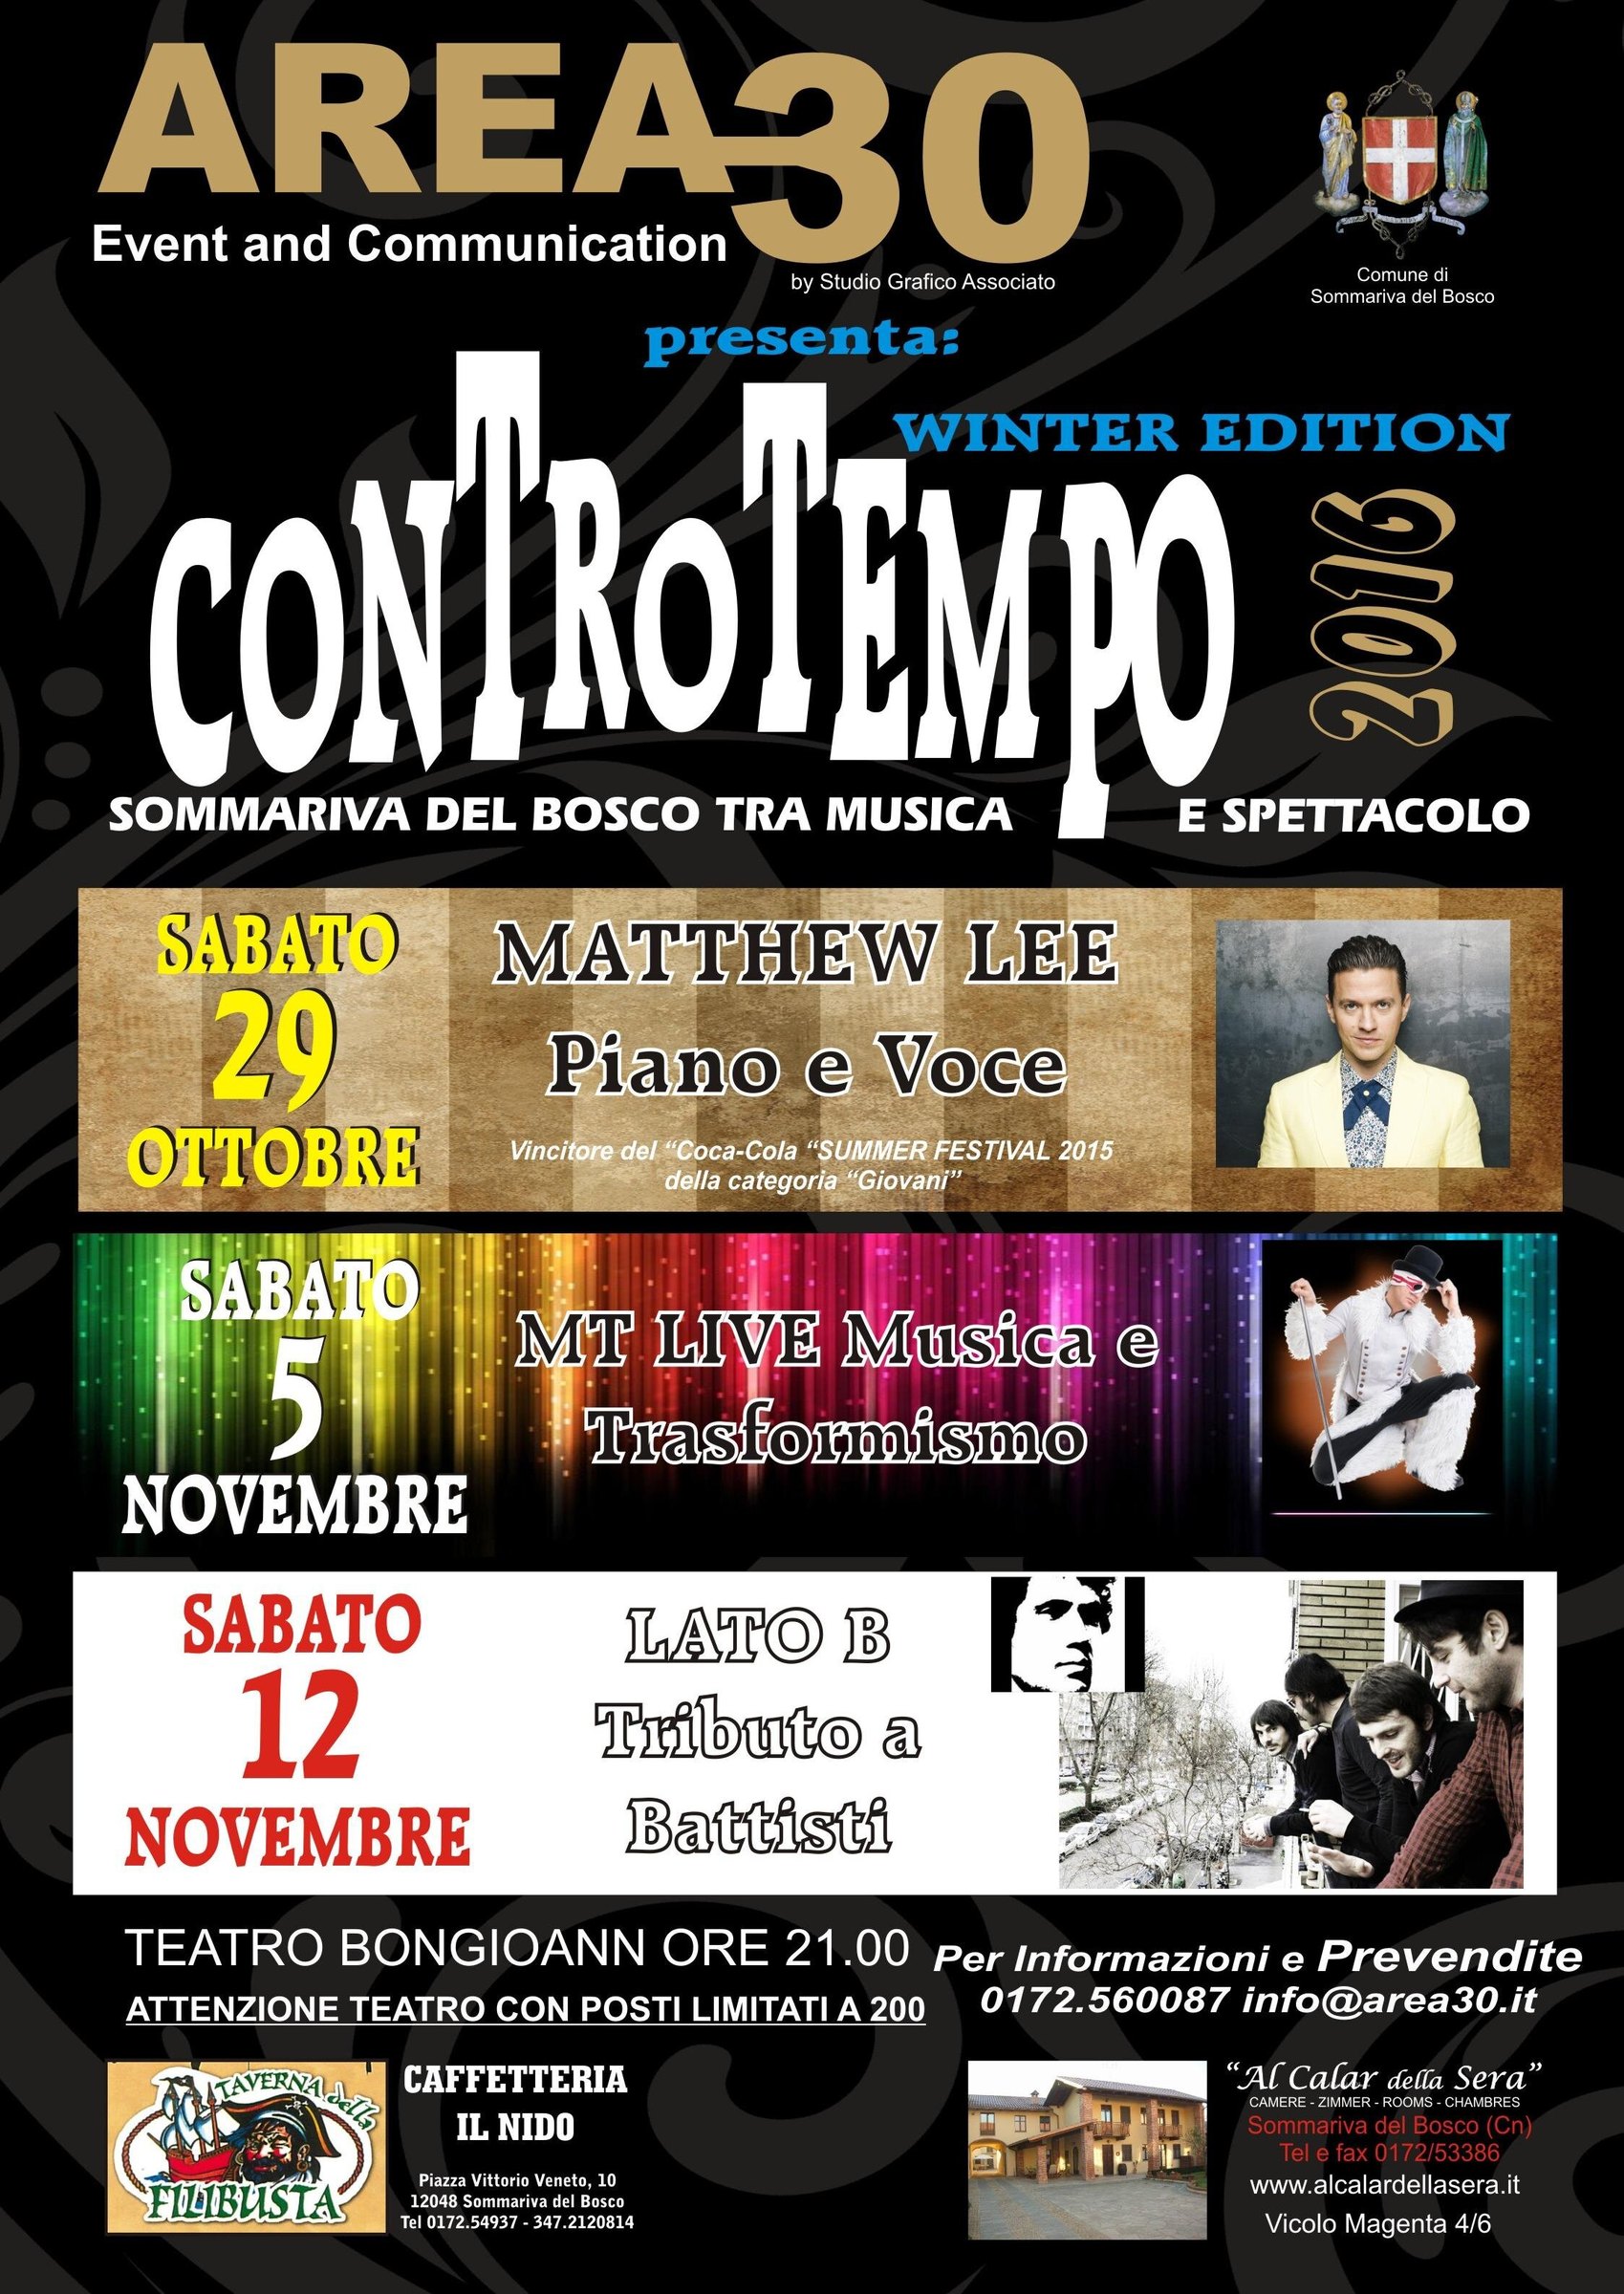 AREA30
Event and Communication
by Studio Grafico Associato
Comune di
Sommariva del Bosco
presenta:
WINTER EDITION
CONTROTEMPO
2016
SOMMARIVA DEL BOSCO TRA MUSICA E SPETTACOLO
SABATO
29
OTTOBRE
MATTHEW LEE
Piano e Voce
Vincitore del “Coca-Cola “SUMMER FESTIVAL 2015
della categoria “Giovani”
SABATO
5
NOVEMBRE
MT LIVE Musica e
Trasformismo
SABATO
12
NOVEMBRE
LATO B
Tributo a
Battisti
TEATRO BONGIOANN ORE 21.00
ATTENZIONE TEATRO CON POSTI LIMITATI A 200
Per Informazioni e Prevendite
0172.560087 info@area30.it
TAVERNA della
FILIBUSTA
CAFFETTERIA
IL NIDO
Piazza Vittorio Veneto, 10
12048 Sommariva del Bosco
Tel 0172.54937 - 347.2120814
“Al Calar della Sera”
CAMERE - ZIMMER - ROOMS - CHAMBRES
Sommariva del Bosco (Cn)
Tel e fax 0172/53386
www.alcalardellasera.it
Vicolo Magenta 4/6